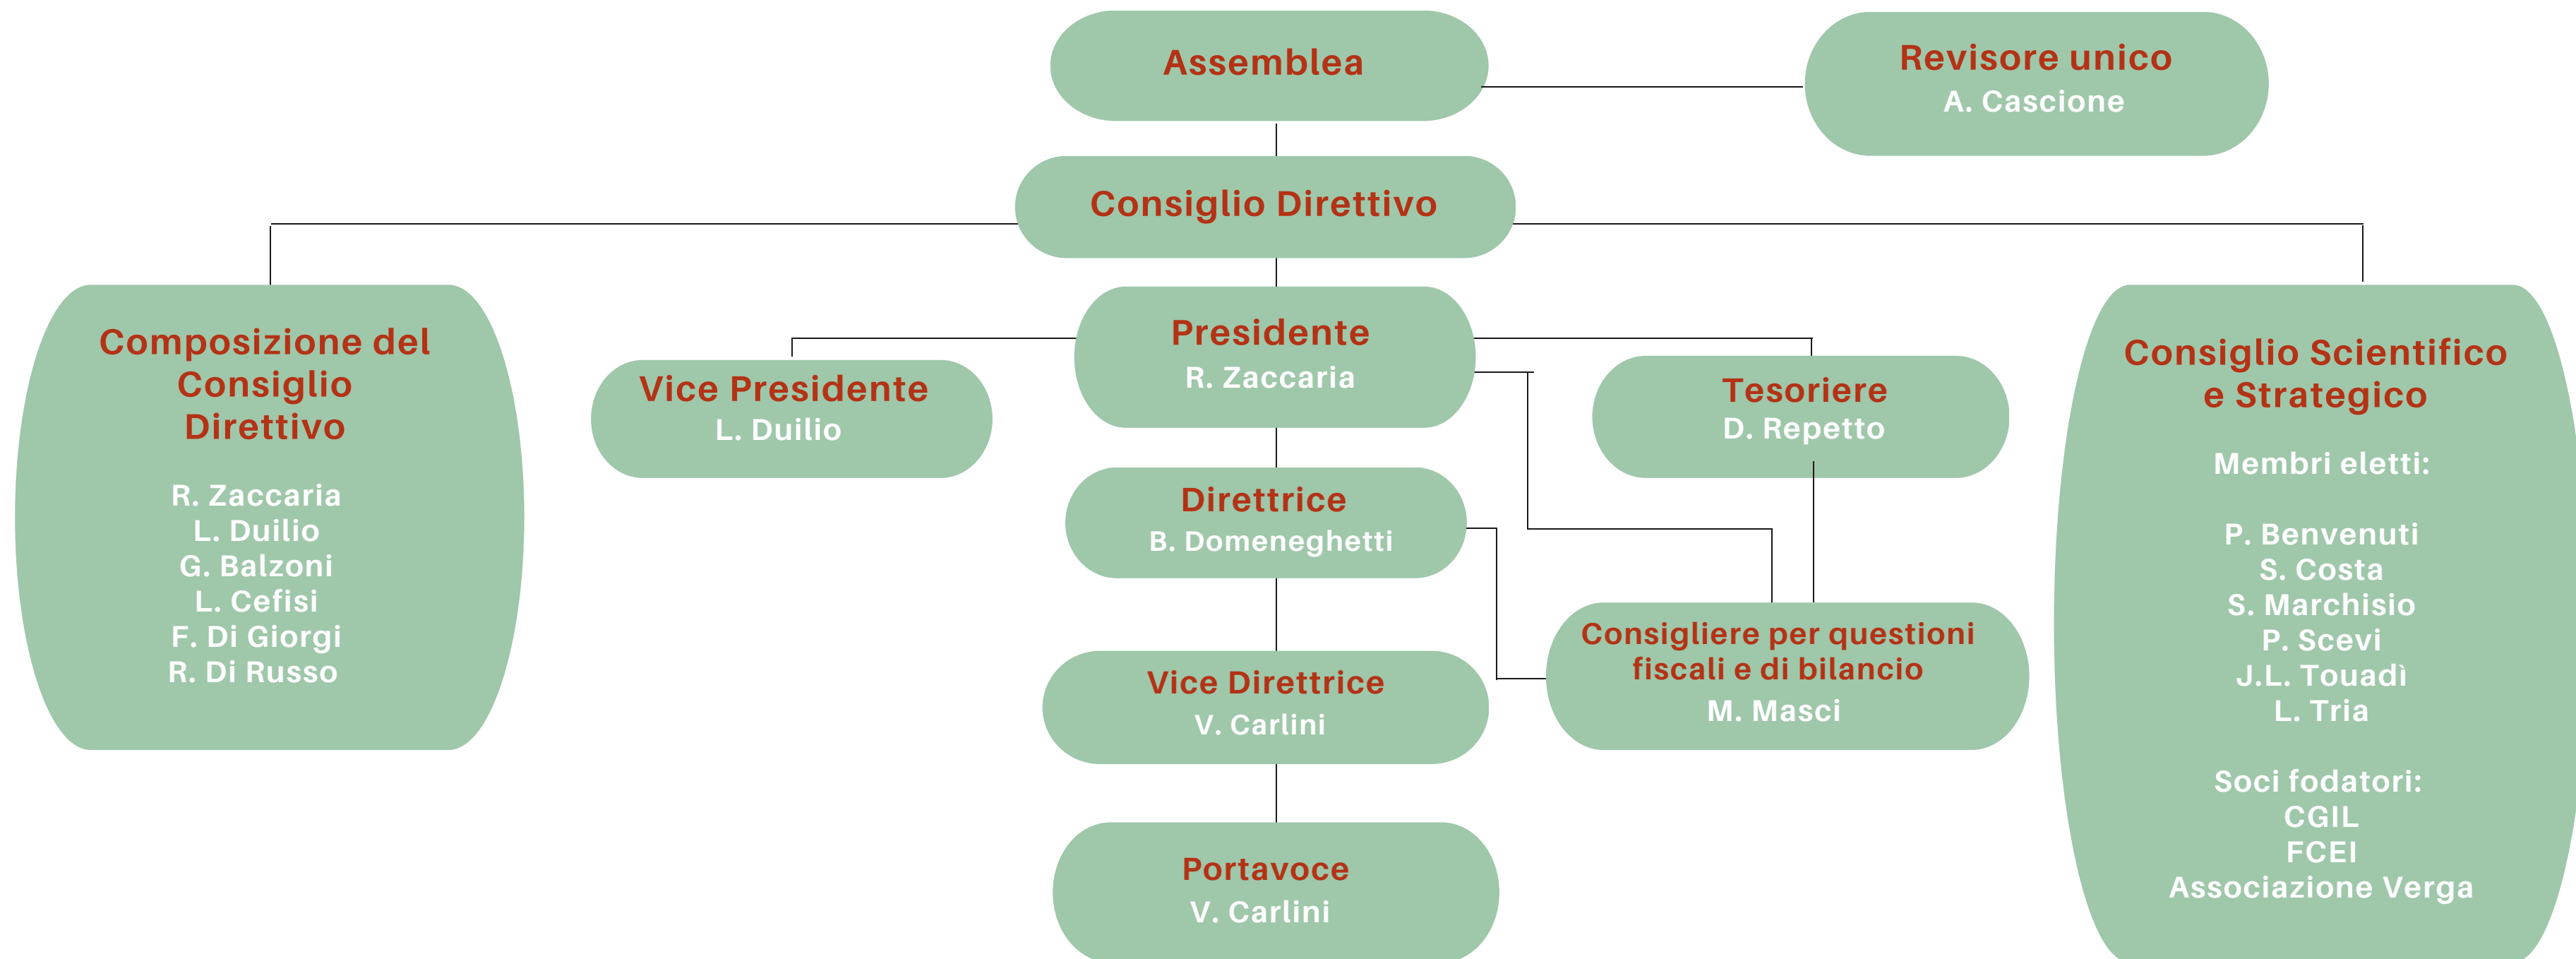 Assemblea
Revisore unico
A. Cascione
Consiglio Direttivo
Composizione del
Consiglio
Direttivo
R. Zaccaria
L. Duilio
G. Balzoni
L. Cefisi
F. Di Giorgi
R. Di Russo
Vice Presidente
L. Duilio
Presidente
R. Zaccaria
Tesoriere
D. Repetto
Direttrice
B. Domeneghetti
Consigliere per questioni
fiscali e di bilancio
M. Masci
Vice Direttrice
V. Carlini
Portavoce
V. Carlini
Consiglio Scientifico
e Strategico
Membri eletti:
P. Benvenuti
S. Costa
S. Marchisio
P. Scevi
J.L. Touadì
L. Tria
Soci fodatori:
CGIL
FCEI
Associazione Verga